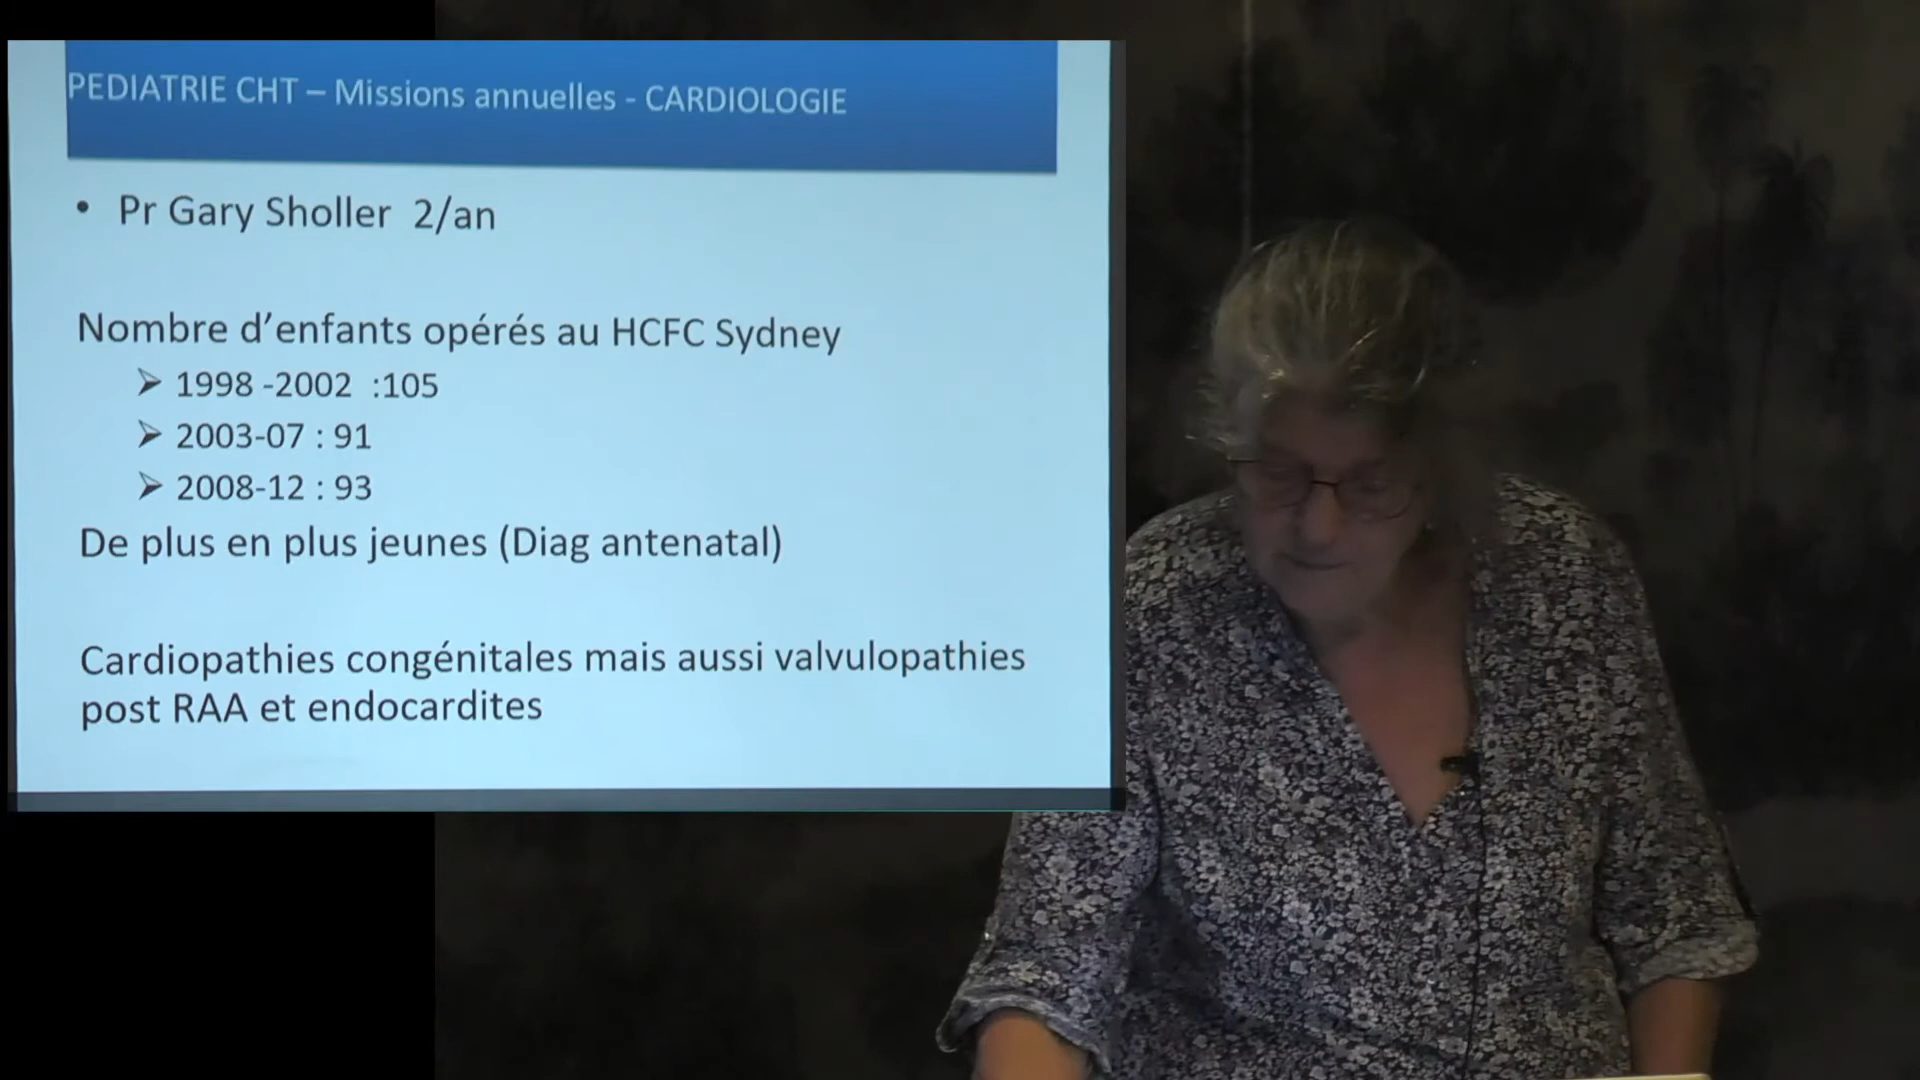 PEDIATRIE CHT – Missions annuelles - CARDIOLOGIE
• Pr Gary Sholler 2/an
Nombre d’enfants opérés au HCFC Sydney
➢ 1998 -2002 :105
➢ 2003-07 : 91
➢ 2008-12 : 93
De plus en plus jeunes (Diag antenatal)
Cardiopathies congénitales mais aussi valvulopathies
post RAA et endocardites